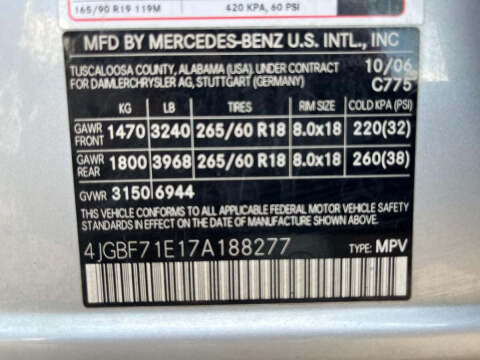 165/90 R19 119M 420 KPA, 60 PSI
MFD BY MERCEDES-BENZ U.S. INTL., INC
TUSCALOOSA COUNTY, ALABAMA (USA), UNDER CONTRACT 10/06
FOR DAIMLERCHRYSLER AG, STUTTGART (GERMANY) C775
KG LB TIRES RIM SIZE COLD KPA (PSI)
GAWR FRONT 1470 3240 265/60 R18 8.0x18 220(32)
GAWR REAR 1800 3968 265/60 R18 8.0x18 260(38)
GVWR 3150 6944
THIS VEHICLE CONFORMS TO ALL APPLICABLE FEDERAL MOTOR VEHICLE
ON THE DATE OF MANUFACTURE SHOWN ABOVE.
4JGBF71E17A188277 TYPE: MPV